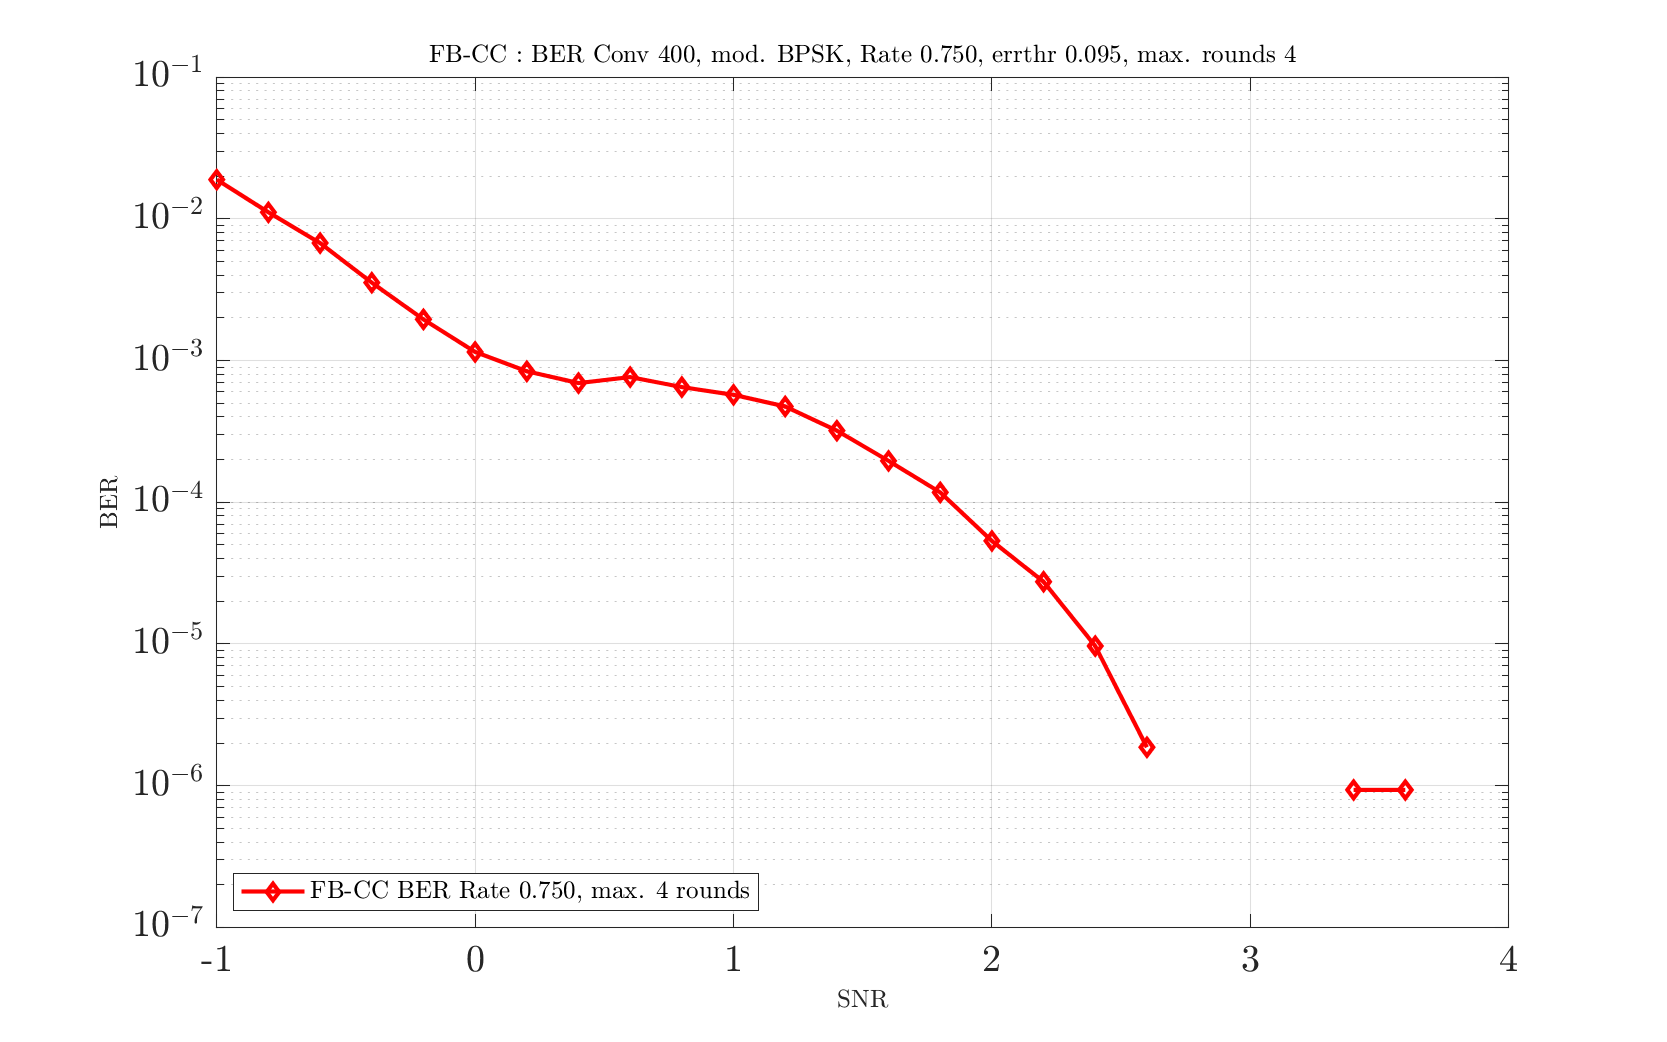 FB-CC : BER Conv 400, mod. BPSK, Rate 0.750, errthr 0.095, max. rounds 4
10^{-1}
10^{-2}
10^{-3}
10^{-4}
10^{-5}
10^{-6}
10^{-7}
BER
FB-CC BER Rate 0.750, max. 4 rounds
-1 0 1 2 3 4
SNR